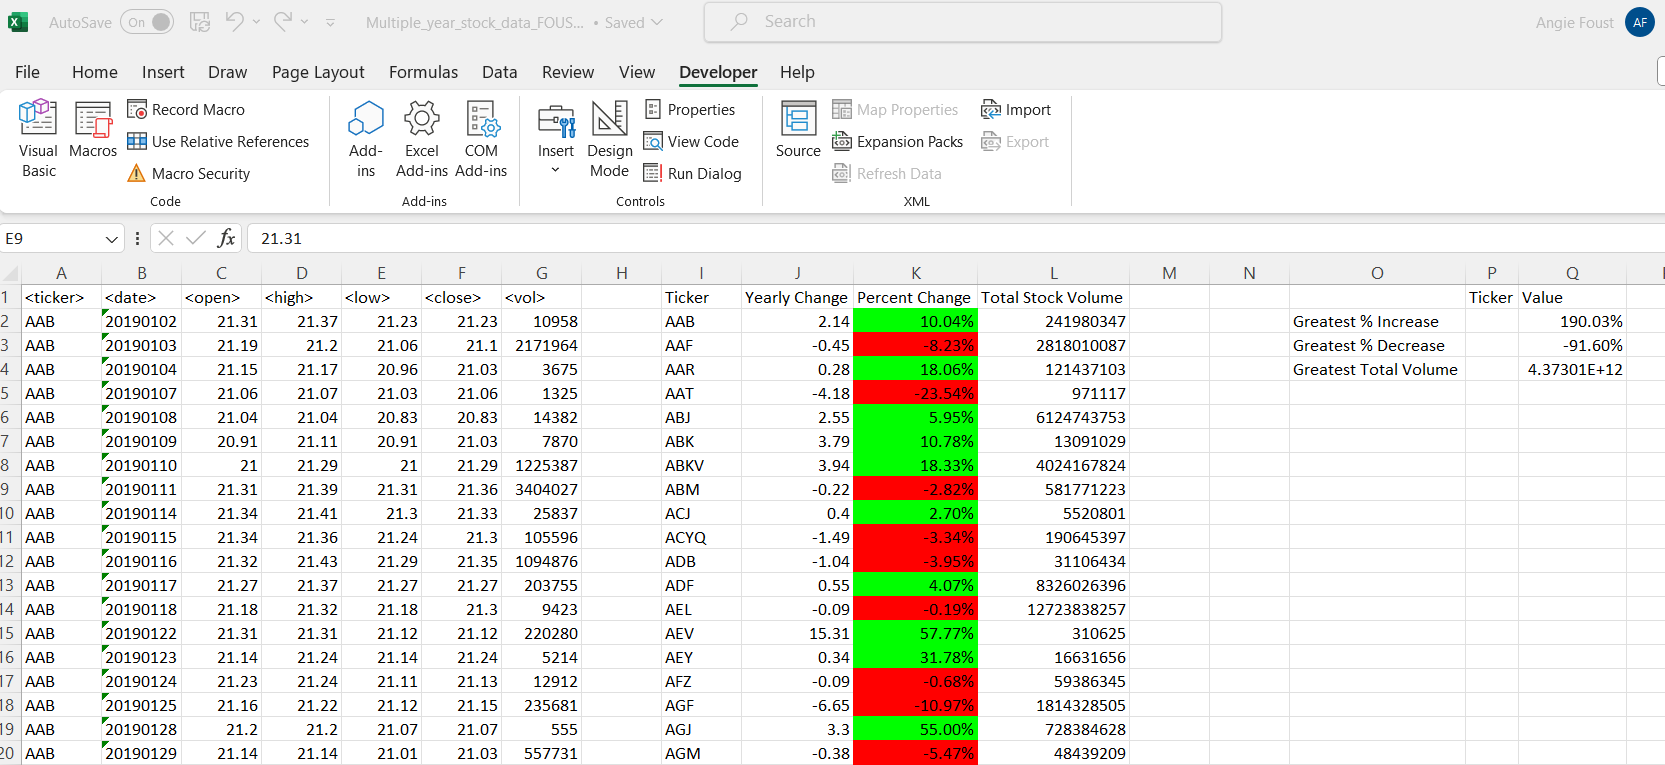 AutoSave On Multiple_year_stock_data_FOUS... • Saved Search Angie Foust AF
File Home Insert Draw Page Layout Formulas Data Review View Developer Help
Visual Basic Macros Record Macro Use Relative References Macro Security
Add-ins Excel Add-ins COM Add-ins
Insert Design Mode Properties View Code Run Dialog
Source Map Properties Expansion Packs Refresh Data Import Export
Code Add-ins Controls XML
E9 fx 21.31
A B C D E F G H I J K L M N O P Q
1 <ticker> <date> <open> <high> <low> <close> <vol> Ticker Yearly Change Percent Change Total Stock Volume Ticker Value
2 AAB 20190102 21.31 21.37 21.23 21.23 10958 AAB 2.14 10.04% 241980347 Greatest % Increase 190.03%
3 AAB 20190103 21.19 21.2 21.06 21.1 2171964 AAF -0.45 -8.23% 2818010087 Greatest % Decrease -91.60%
4 AAB 20190104 21.15 21.17 20.96 21.03 3675 AAR 0.28 18.06% 121437103 Greatest Total Volume 4.37301E+12
5 AAB 20190107 21.06 21.07 21.03 21.06 1325 AAT -4.18 -23.54% 971117
6 AAB 20190108 21.04 21.04 20.83 20.83 14382 ABJ 2.55 5.95% 6124743753
7 AAB 20190109 20.91 21.11 20.91 21.03 7870 ABK 3.79 10.78% 13091029
8 AAB 20190110 21 21.29 21 21.29 1225387 ABKV 3.94 18.33% 4024167824
9 AAB 20190111 21.31 21.39 21.31 21.36 3404027 ABM -0.22 -2.82% 581771223
10 AAB 20190114 21.34 21.41 21.3 21.33 25837 ACJ 0.4 2.70% 5520801
11 AAB 20190115 21.34 21.36 21.24 21.3 105596 ACYQ -1.49 -3.34% 190645397
12 AAB 20190116 21.32 21.43 21.29 21.35 1094876 ADB -1.04 -3.95% 31106434
13 AAB 20190117 21.27 21.37 21.27 21.27 203755 ADF 0.55 4.07% 8326026396
14 AAB 20190118 21.18 21.32 21.18 21.3 9423 AEL -0.09 -0.19% 12723838257
15 AAB 20190122 21.31 21.31 21.12 21.12 220280 AEV 15.31 57.77% 310625
16 AAB 20190123 21.14 21.24 21.14 21.24 5214 AEY 0.34 31.78% 16631656
17 AAB 20190124 21.23 21.24 21.11 21.13 12912 AFZ -0.09 -0.68% 59386345
18 AAB 20190125 21.16 21.22 21.12 21.15 235681 AGF -6.65 -10.97% 1814328505
19 AAB 20190128 21.2 21.2 21.07 21.07 555 AGJ 3.3 55.00% 728384628
20 AAB 20190129 21.14 21.14 21.01 21.03 557731 AGM -0.38 -5.47% 48439209